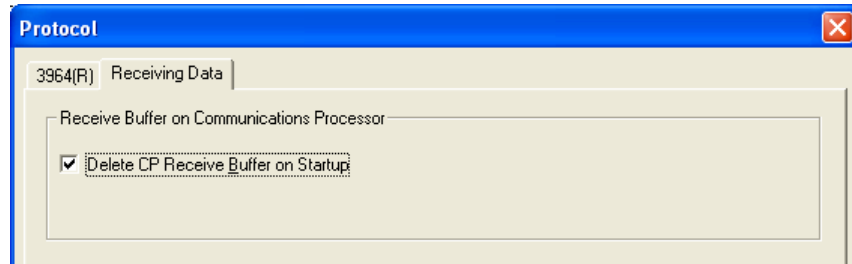 Protocol
3964(R) Receiving Data
Receive Buffer on Communications Processor
Delete CP Receive Buffer on Startup